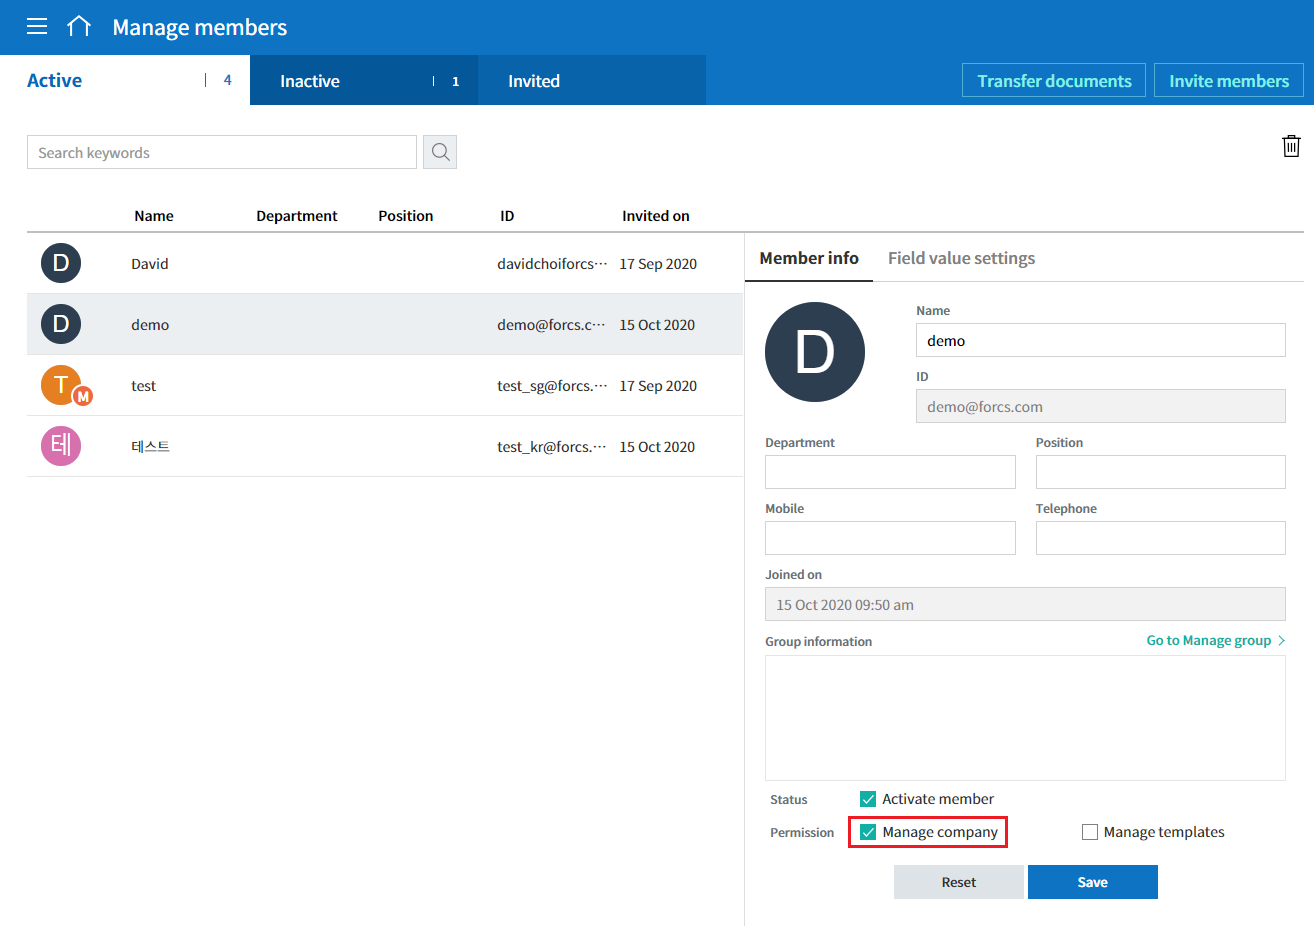 Manage members
Active 4 Inactive 1 Invited Transfer documents Invite members
Search keywords
Name Department Position ID Invited on
D David davidchoiforcs··· 17 Sep 2020
D demo demo@forcs.c··· 15 Oct 2020
T M test test_sg@forcs.··· 17 Sep 2020
테 테스트 test_kr@forcs.··· 15 Oct 2020
Member info Field value settings
D
Name
demo
ID
demo@forcs.com
Department Position
Mobile Telephone
Joined on
15 Oct 2020 09:50 am
Group information Go to Manage group >
Status Activate member
Permission Manage company Manage templates
Reset Save